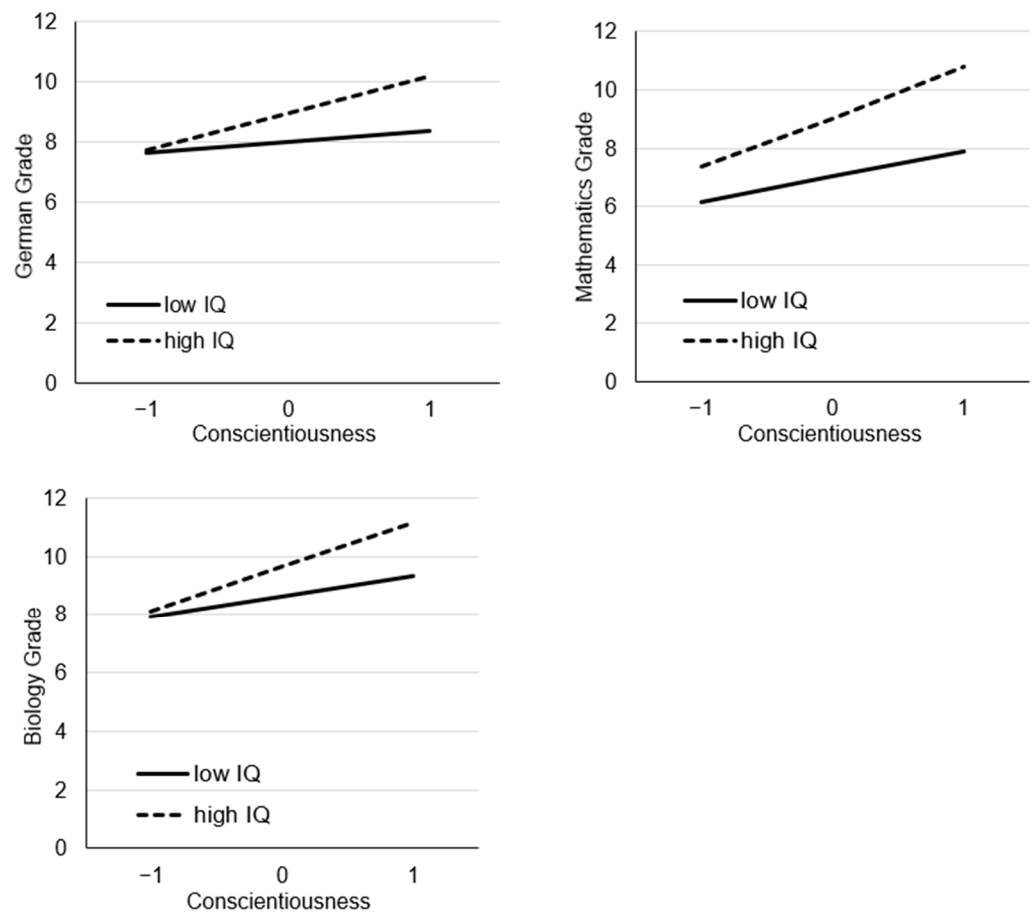 12
10
8
6
4
2
0
German Grade
low IQ
high IQ
−1 0 1
Conscientiousness
12
10
8
6
4
2
0
Mathematics Grade
low IQ
high IQ
−1 0 1
Conscientiousness
12
10
8
6
4
2
0
Biology Grade
low IQ
high IQ
−1 0 1
Conscientiousness